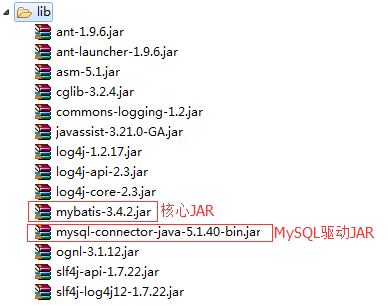 lib
ant-1.9.6.jar
ant-launcher-1.9.6.jar
asm-5.1.jar
cglib-3.2.4.jar
commons-logging-1.2.jar
javassist-3.21.0-GA.jar
log4j-1.2.17.jar
log4j-api-2.3.jar
log4j-core-2.3.jar
mybatis-3.4.2.jar 核心JAR
mysql-connector-java-5.1.40-bin.jar MySQL驱动JAR
ognl-3.1.12.jar
slf4j-api-1.7.22.jar
slf4j-log4j12-1.7.22.jar